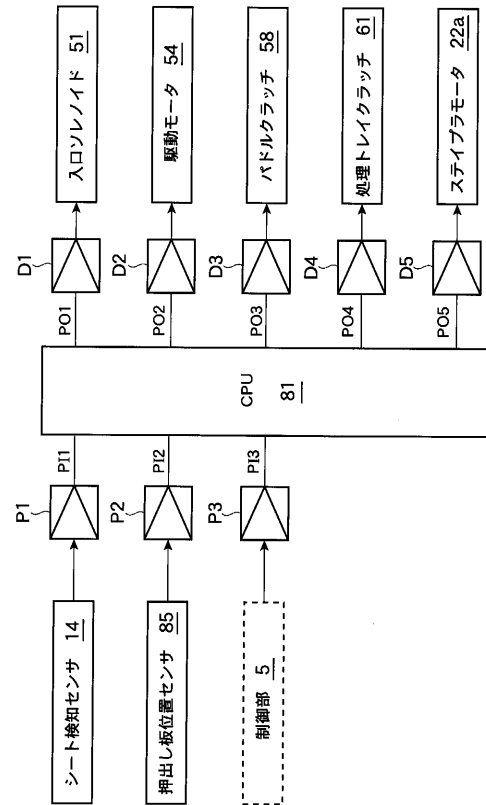 シート検知センサ 14
P1
PI1
押出し板位置センサ 85
P2
PI2
制御部 5
P3
PI3
CPU
81
PO1
D1
入口ソレノイド 51
PO2
D2
駆動モータ 54
PO3
D3
パドルクラッチ 58
PO4
D4
処理トレイクラッチ 61
PO5
D5
ステイプラモータ 22a